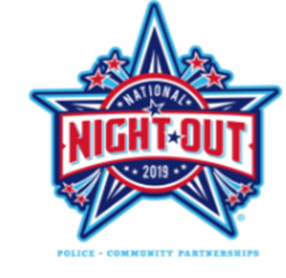 NATIONAL
NIGHT OUT
2019
®
POLICE • COMMUNITY PARTNERSHIPS